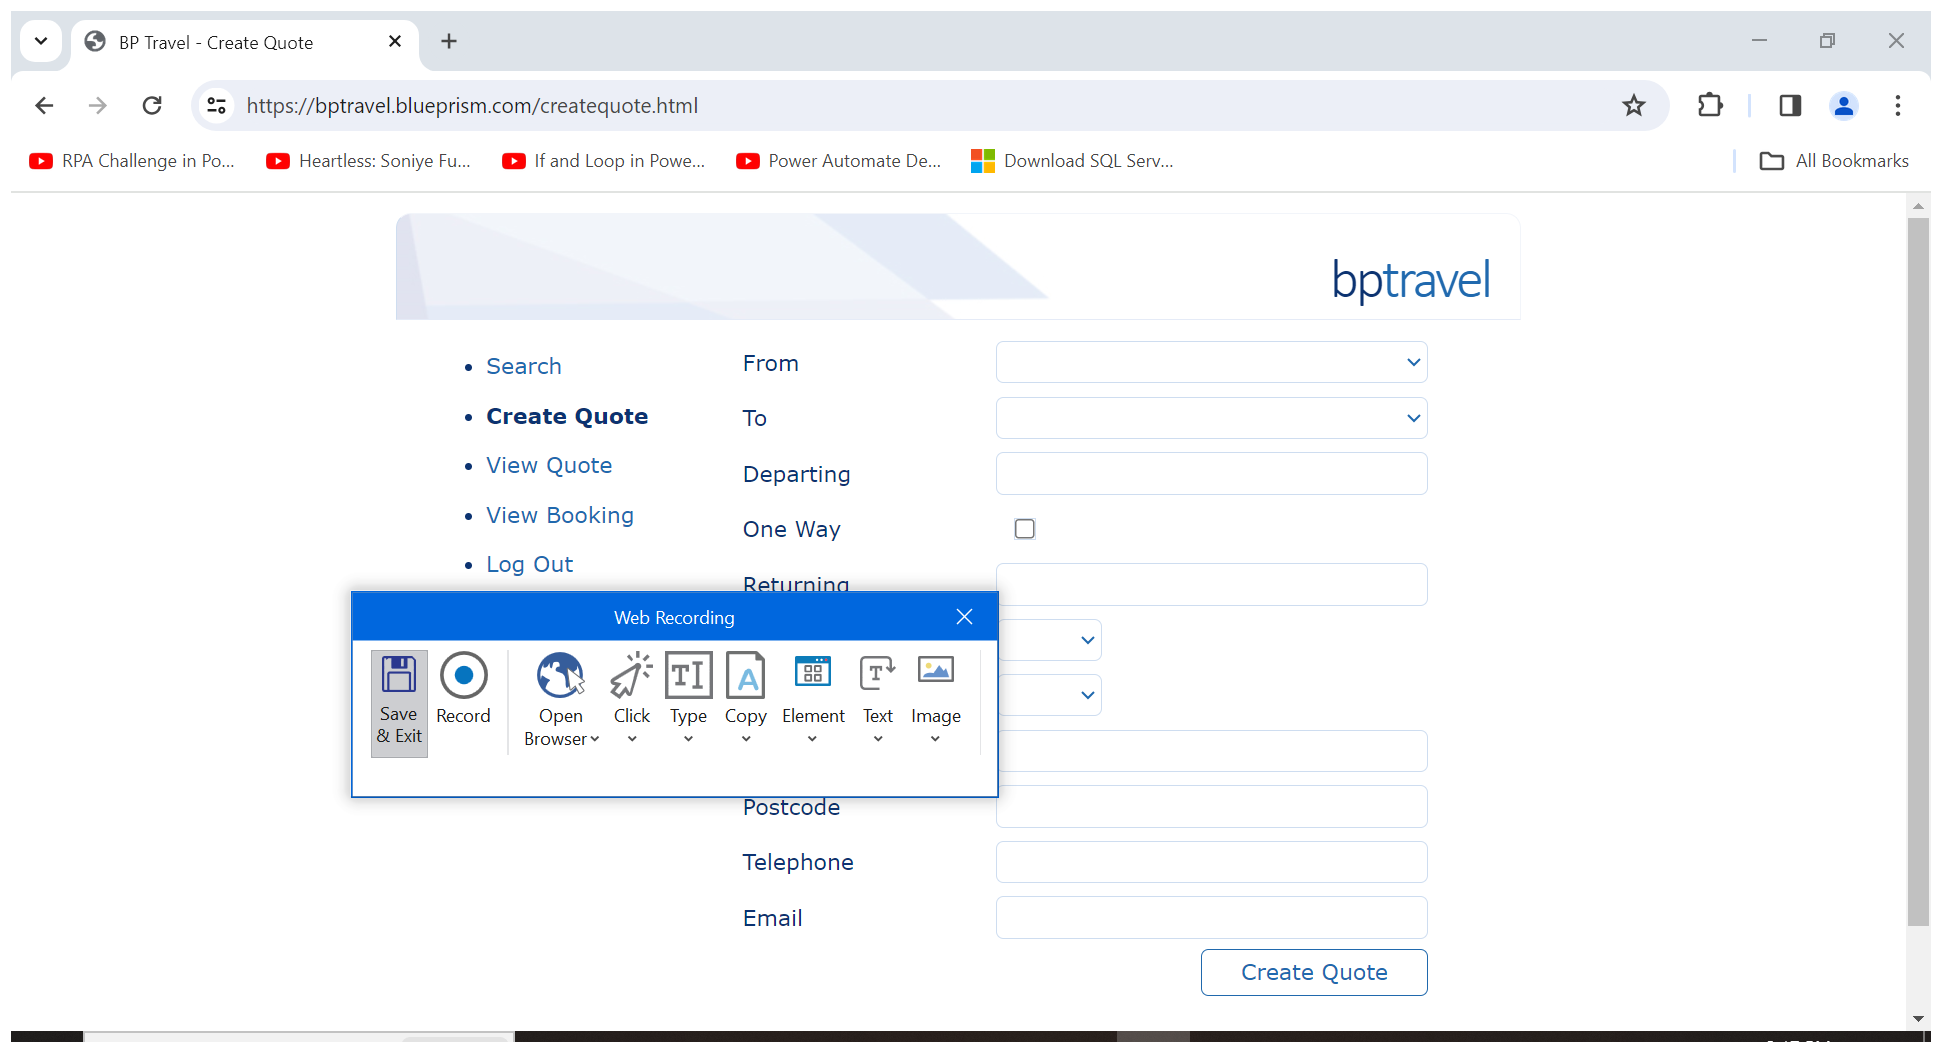 BP Travel - Create Quote
https://bptravel.blueprism.com/createquote.html
RPA Challenge in Po...
Heartless: Soniye Fu...
If and Loop in Powe...
Power Automate De...
Download SQL Serv...
All Bookmarks
bptravel
Search
Create Quote
View Quote
View Booking
Log Out
From
To
Departing
One Way
Returning
Web Recording
Save & Exit
Record
Open Browser
Click
Type
Copy
Element
Text
Image
Postcode
Telephone
Email
Create Quote